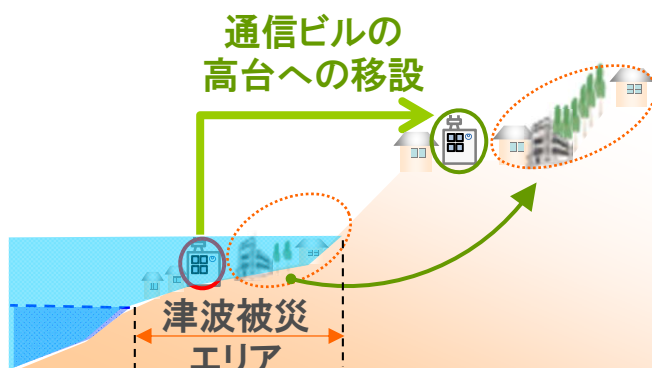 通信ビルの
高台への移設
津波被災
エリア